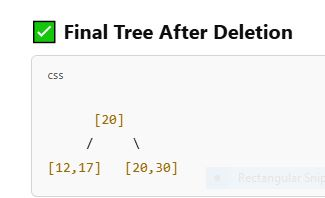 ✅ Final Tree After Deletion
css
[20]
/ \
[12,17] [20,30]
Rectangular Snip